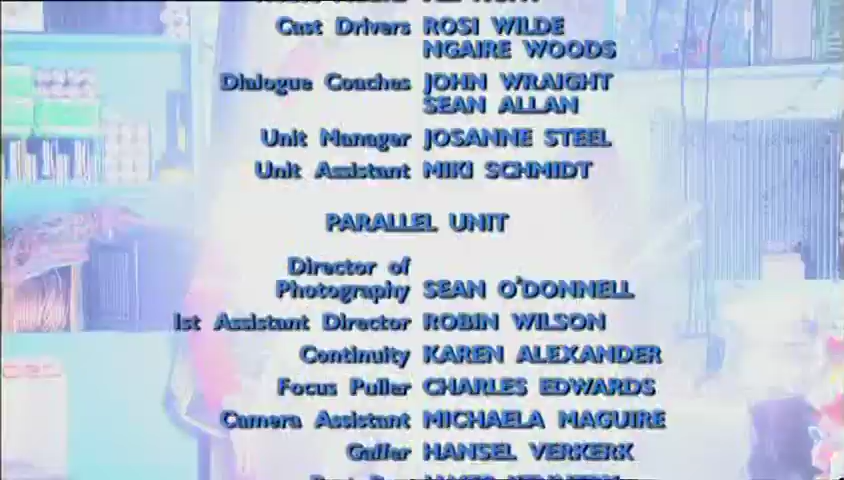 Cast Drivers ROSI WILDE
NGAIRE WOODS
Dialogue Coaches JOHN WRAIGHT
SEAN ALLAN
Unit Manager JOSANNE STEEL
Unit Assistant MIKI SCHMIDT
PARALLEL UNIT
Director of
Photography SEAN O'DONNELL
1st Assistant Director ROBIN WILSON
Continuity KAREN ALEXANDER
Focus Puller CHARLES EDWARDS
Camera Assistant MICHAELA MAGUIRE
Gaffer HANSEL VERKERK